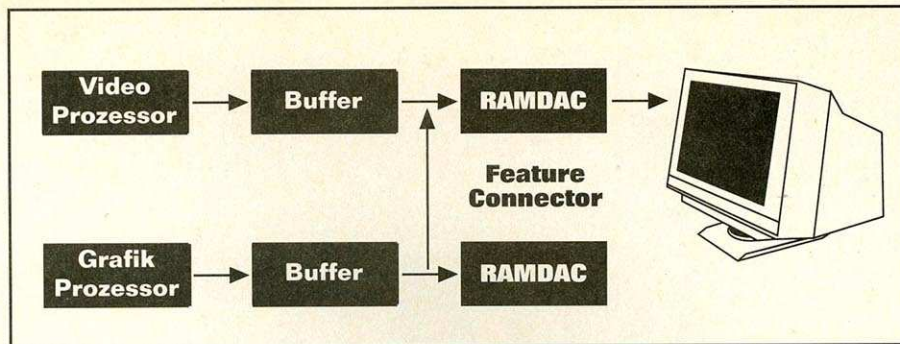 Video
Prozessor
Buffer
RAMDAC
Feature
Connector
Grafik
Prozessor
Buffer
RAMDAC